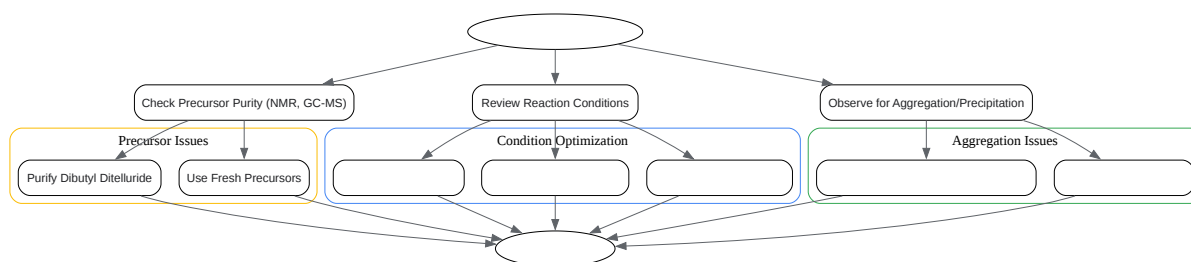 Check Precursor Purity (NMR, GC-MS)
Review Reaction Conditions
Observe for Aggregation/Precipitation
Precursor Issues
Condition Optimization
Aggregation Issues
Purify Dibutyl Ditelluride
Use Fresh Precursors